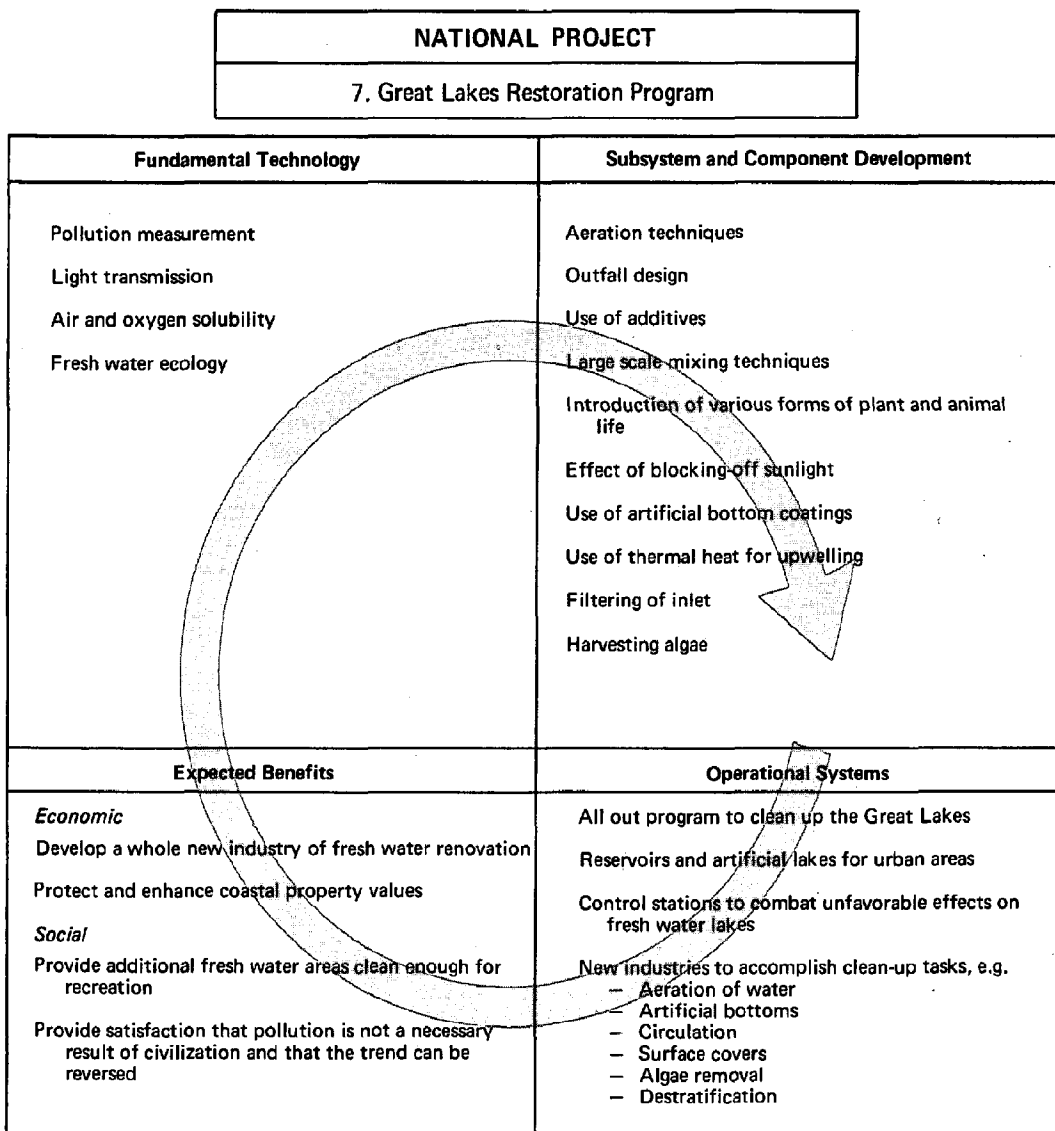 NATIONAL PROJECT
7. Great Lakes Restoration Program
Fundamental Technology
Pollution measurement
Light transmission
Air and oxygen solubility
Fresh water ecology
Subsystem and Component Development
Aeration techniques
Outfall design
Use of additives
Large scale mixing techniques
Introduction of various forms of plant and animal
life
Effect of blocking-off sunlight
Use of artificial bottom coatings
Use of thermal heat for upwelling
Filtering of inlet
Harvesting algae
Expected Benefits
Economic
Develop a whole new industry of fresh water renovation
Protect and enhance coastal property values
Social
Provide additional fresh water areas clean enough for
recreation
Provide satisfaction that pollution is not a necessary
result of civilization and that the trend can be
reversed
Operational Systems
All out program to clean up the Great Lakes
Reservoirs and artificial lakes for urban areas
Control stations to combat unfavorable effects on
fresh water lakes
New industries to accomplish clean-up tasks, e.g.
– Aeration of water
– Artificial bottoms
– Circulation
– Surface covers
– Algae removal
– Destratification